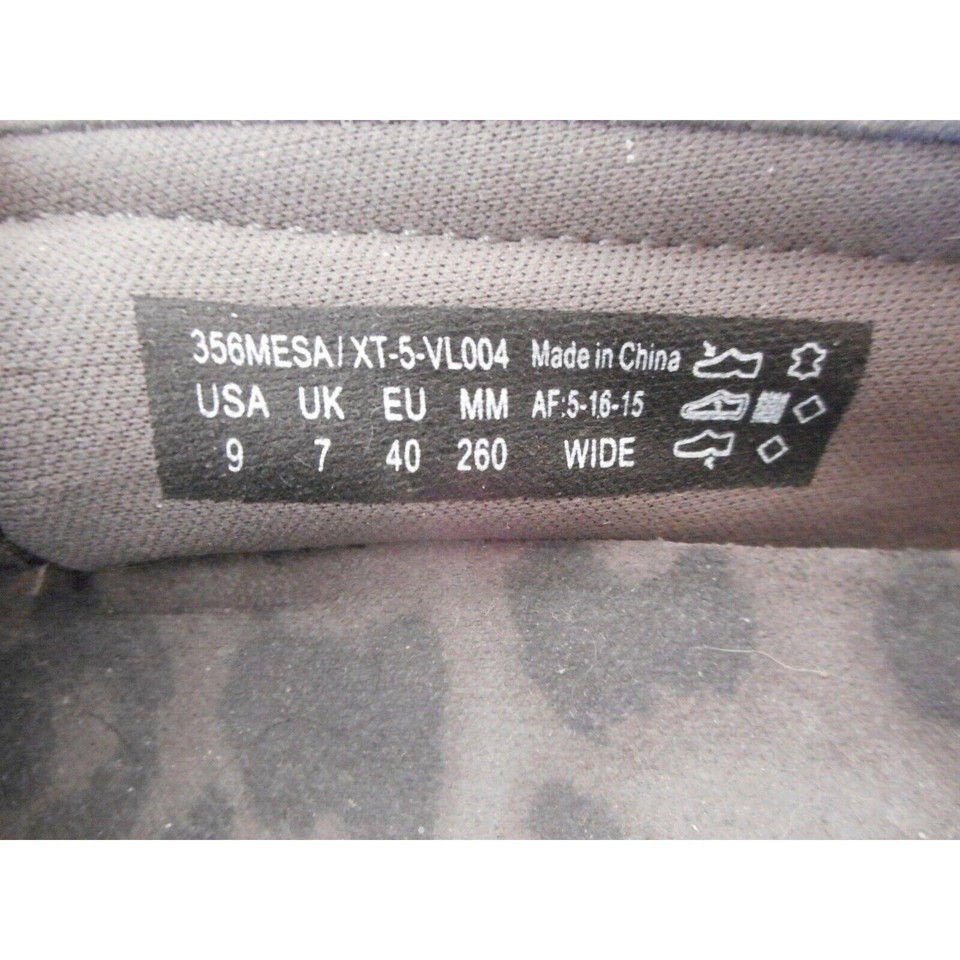 356MESA/XT-5-VL004 Made in China
USA UK EU MM AF:5-16-15
9 7 40 260 WIDE